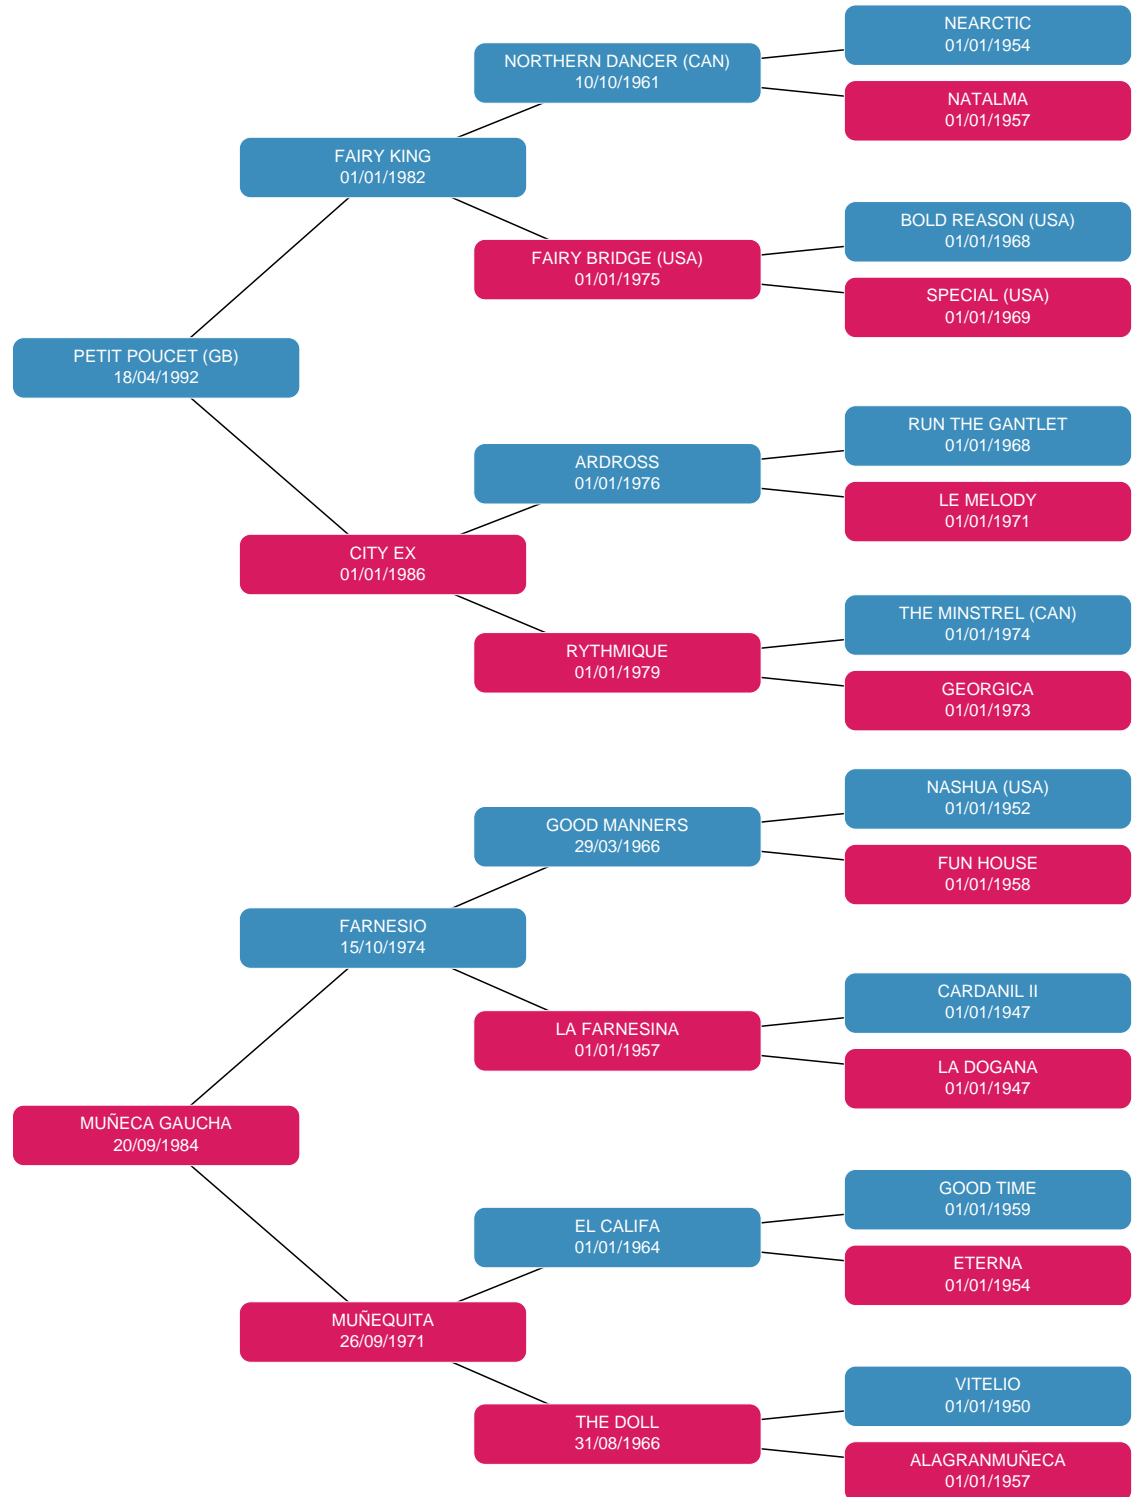 NEARCTIC
01/01/1954
NORTHERN DANCER (CAN)
10/10/1961
NATALMA
01/01/1957
FAIRY KING
01/01/1982
BOLD REASON (USA)
01/01/1968
FAIRY BRIDGE (USA)
01/01/1975
SPECIAL (USA)
01/01/1969
PETIT POUCET (GB)
18/04/1992
RUN THE GANTLET
01/01/1968
ARDROSS
01/01/1976
LE MELODY
01/01/1971
CITY EX
01/01/1986
THE MINSTREL (CAN)
01/01/1974
RYTHMIQUE
01/01/1979
GEORGICA
01/01/1973
NASHUA (USA)
01/01/1952
GOOD MANNERS
29/03/1966
FUN HOUSE
01/01/1958
FARNESIO
15/10/1974
CARDANIL II
01/01/1947
LA FARNESINA
01/01/1957
LA DOGANA
01/01/1947
MUÑECA GAUCHA
20/09/1984
GOOD TIME
01/01/1959
EL CALIFA
01/01/1964
ETERNA
01/01/1954
MUÑEQUITA
26/09/1971
VITELIO
01/01/1950
THE DOLL
31/08/1966
ALAGRANMUÑECA
01/01/1957